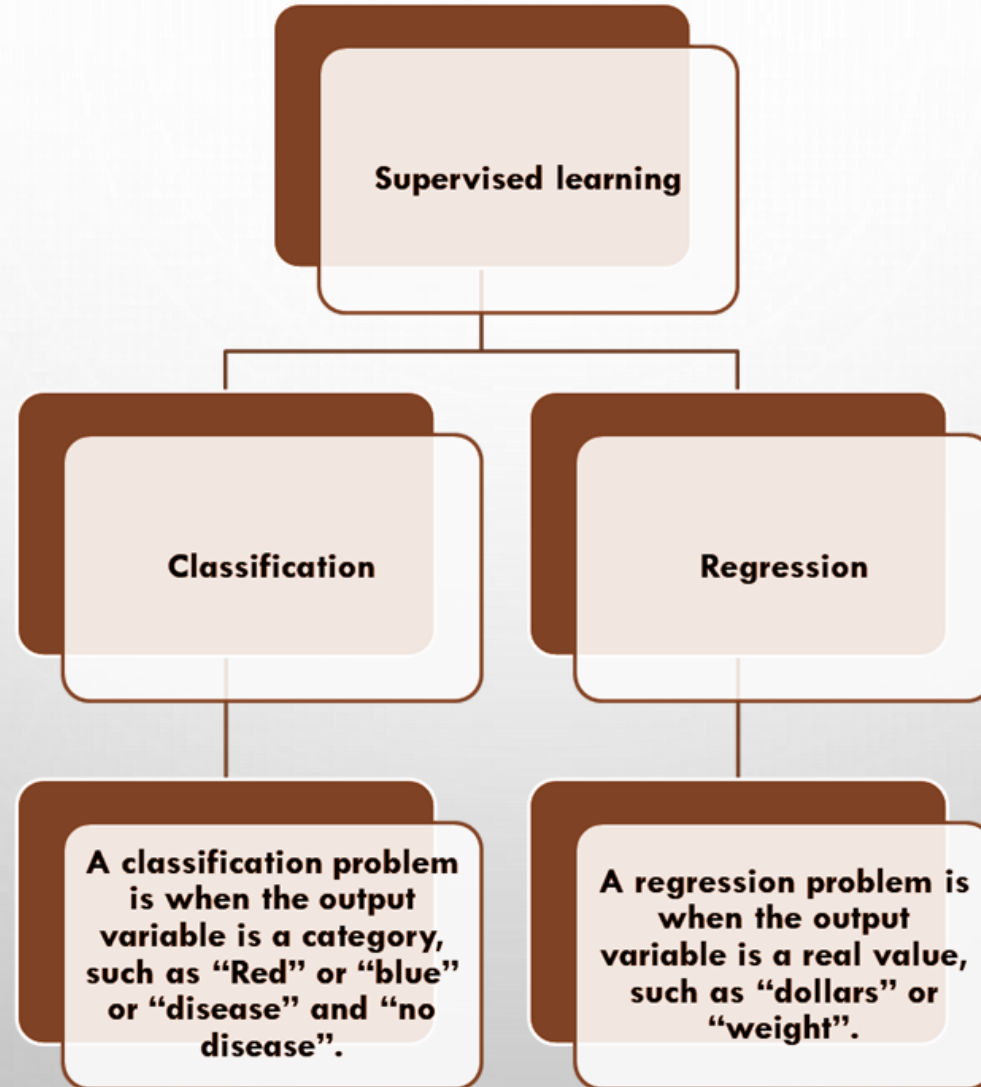 Supervised learning
Classification
Regression
A classification problem
is when the output
variable is a category,
such as “Red” or “blue”
or “disease” and “no
disease”.
A regression problem is
when the output
variable is a real value,
such as “dollars” or
“weight”.